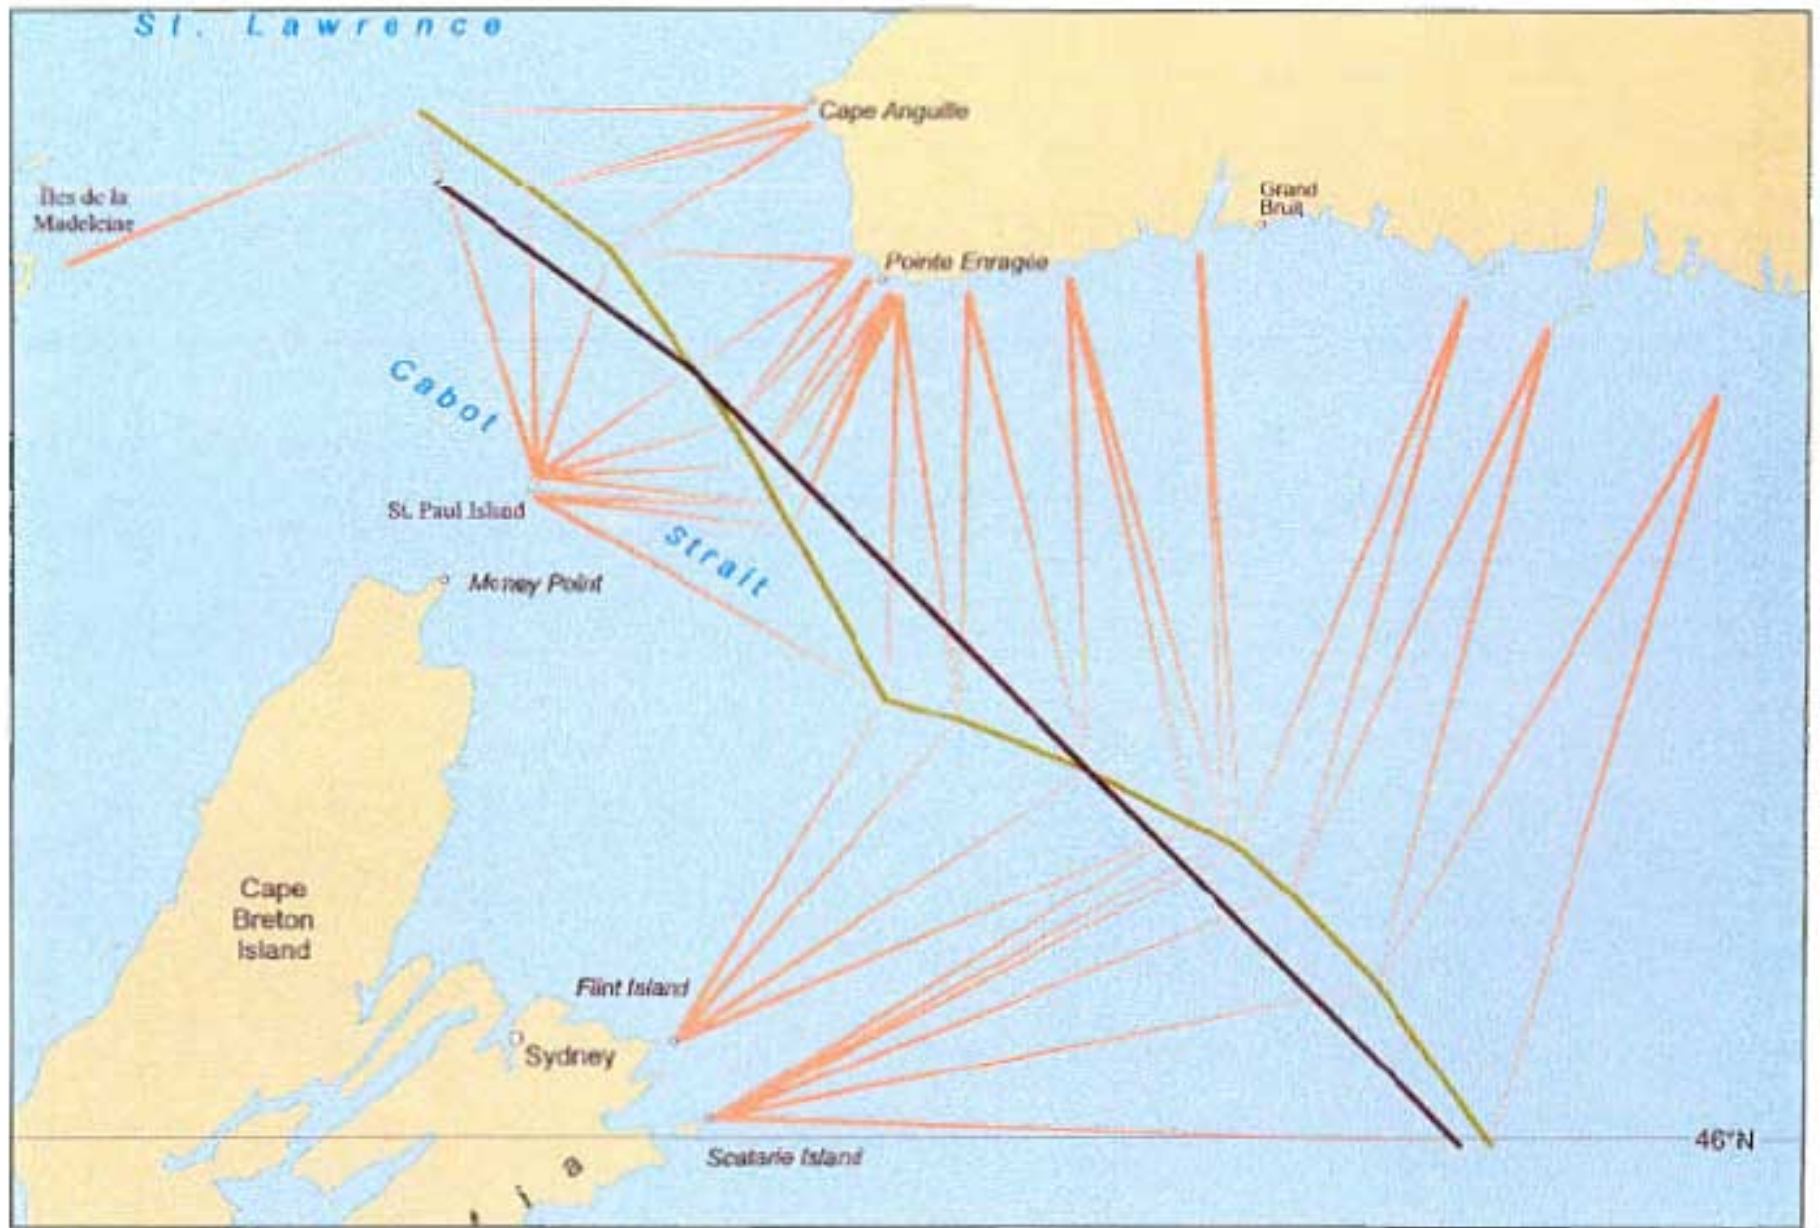 St. Lawrence
Cape Anguille
Îles de la
Madeleine
Grand
Bruit
Pointe Enragée
Cabot
St. Paul Island
Strait
Money Point
Cape
Breton
Island
Flint Island
Sydney
46°N
Scatarie Island
t i a